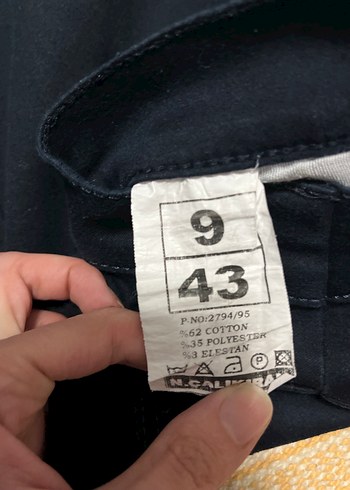 9
43
P-NO:2794/95
%62 COTTON
%35 POLYESTER
%3 ELESTAN
P